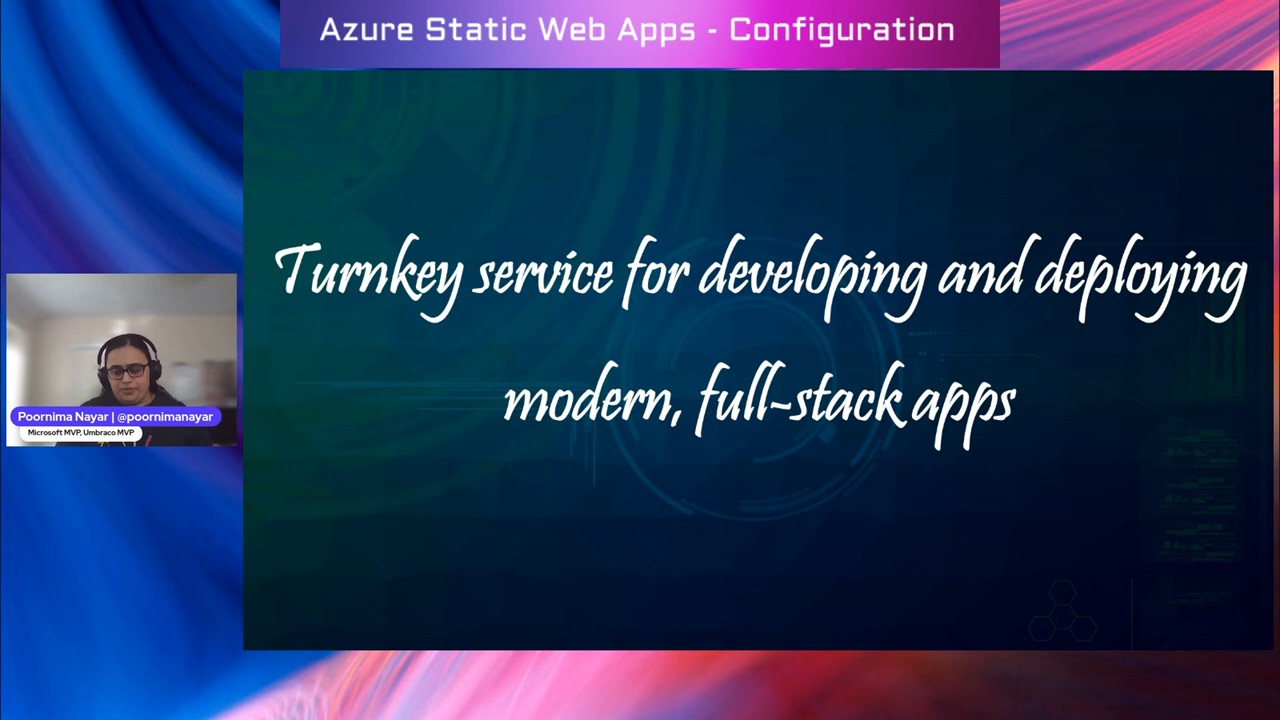 Azure Static Web Apps - Configuration
Turnkey service for developing and deploying
modern, full-stack apps
Poornima Nayar | @poornimanayar
Microsoft MVP, Umbraco MVP